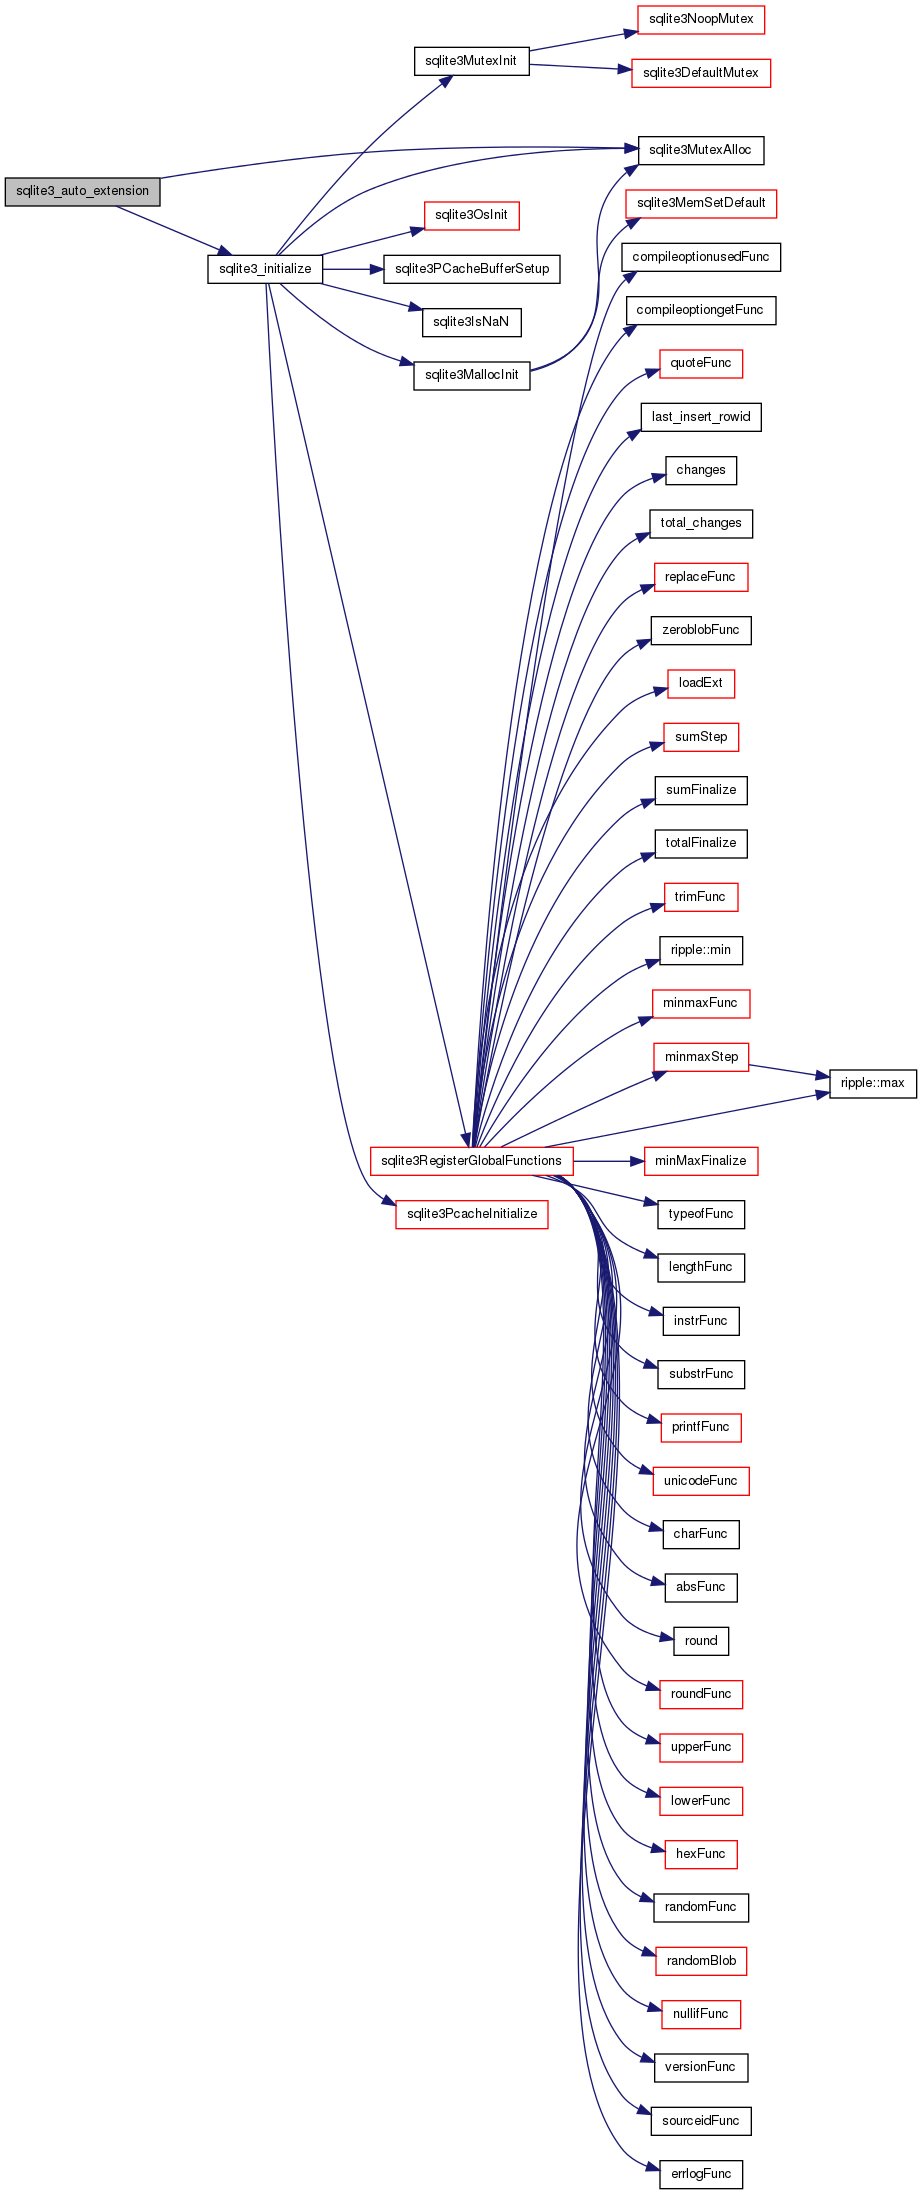 sqlite3NoopMutex
sqlite3MutexInit
sqlite3DefaultMutex
sqlite3MutexAlloc
sqlite3_auto_extension
sqlite3MemSetDefault
sqlite3OsInit
compileoptionusedFunc
sqlite3_initialize
sqlite3PCacheBufferSetup
compileoptiongetFunc
sqlite3IsNaN
quoteFunc
sqlite3MallocInit
last_insert_rowid
changes
total_changes
replaceFunc
zeroblobFunc
loadExt
sumStep
sumFinalize
totalFinalize
trimFunc
ripple::min
minmaxFunc
minmaxStep
ripple::max
sqlite3RegisterGlobalFunctions
minMaxFinalize
sqlite3PcacheInitialize
typeofFunc
lengthFunc
instrFunc
substrFunc
printfFunc
unicodeFunc
charFunc
absFunc
round
roundFunc
upperFunc
lowerFunc
hexFunc
randomFunc
randomBlob
nullifFunc
versionFunc
sourceidFunc
errlogFunc